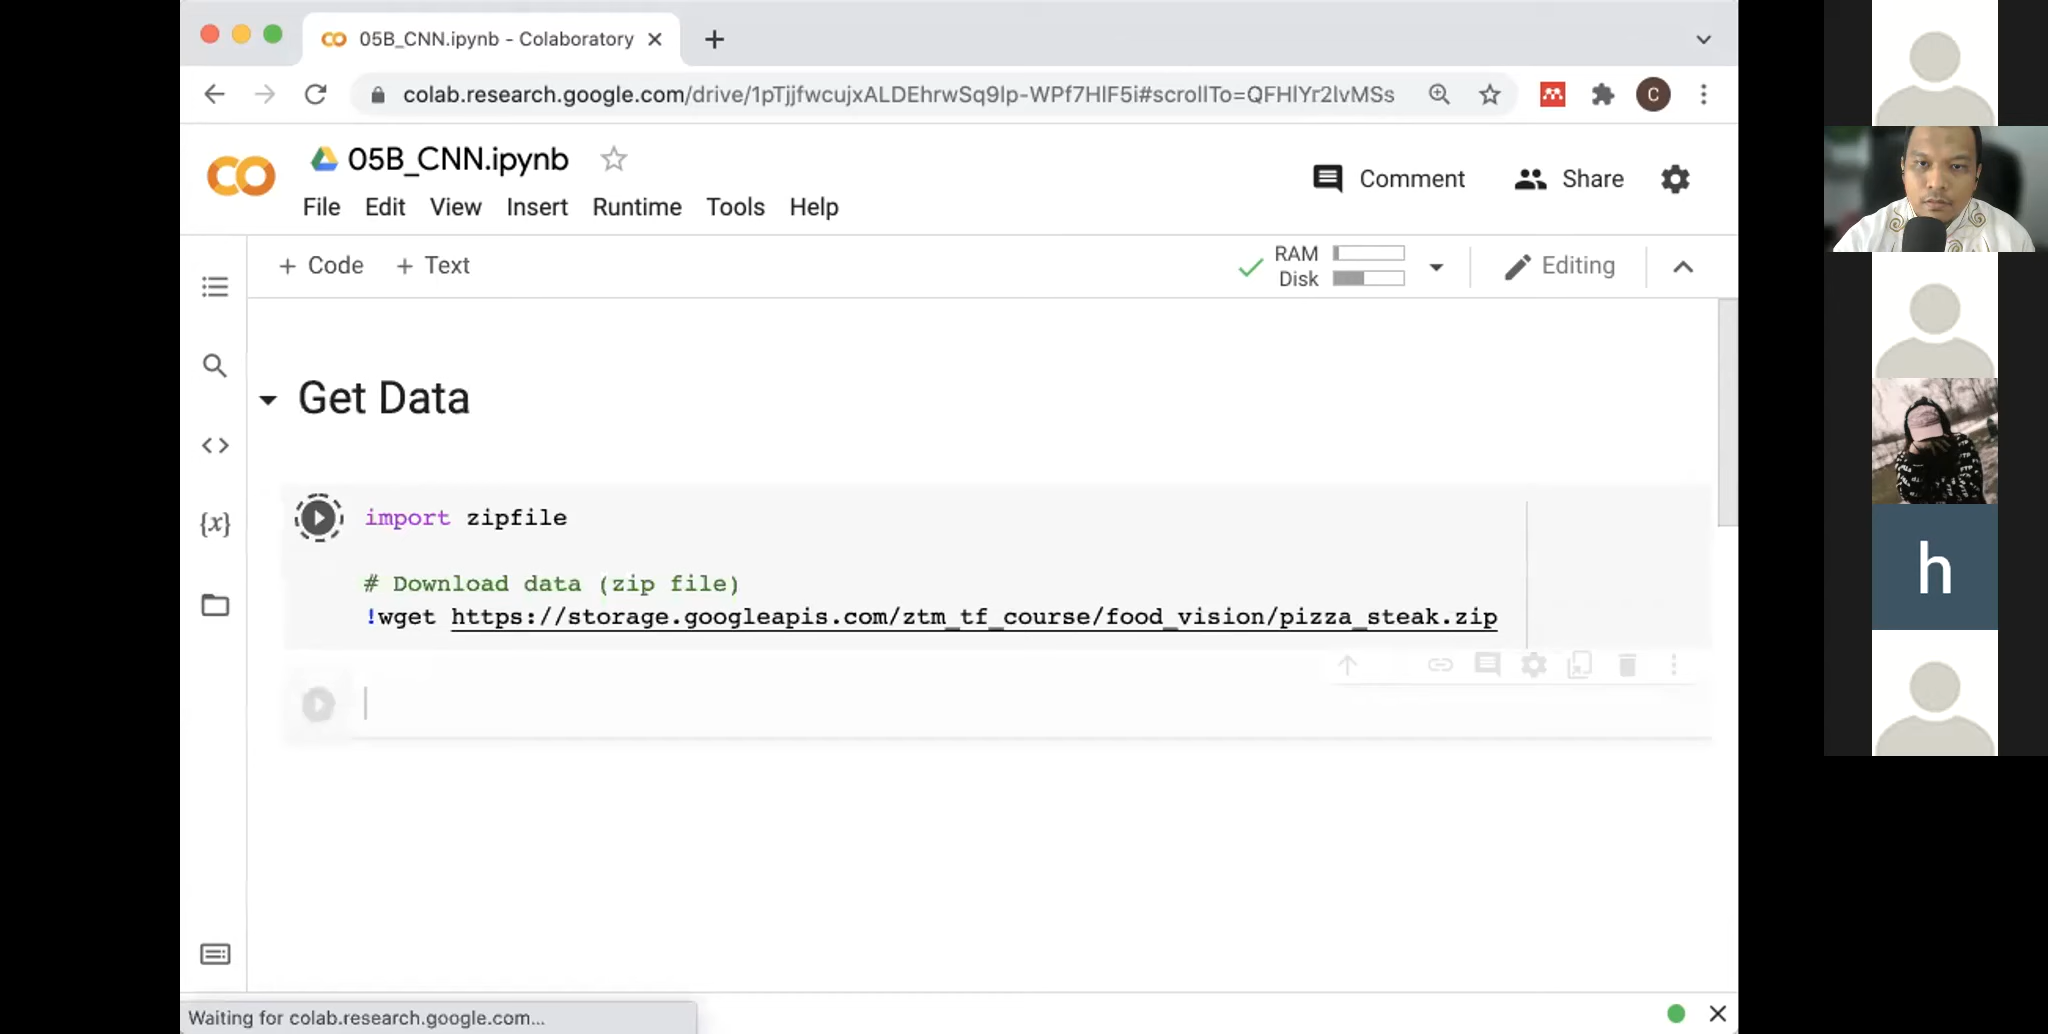 05B_CNN.ipynb - Colaboratory
colab.research.google.com/drive/1pTjjfwcujxALDEhrwSq9lp-WPf7HlF5i#scrollTo=QFHlYr2lvMSs
C
CO
05B_CNN.ipynb
Comment
Share
File Edit View Insert Runtime Tools Help
+ Code + Text
RAM
Disk
Editing
Get Data
{x}
import zipfile
# Download data (zip file)
!wget https://storage.googleapis.com/ztm_tf_course/food_vision/pizza_steak.zip
Waiting for colab.research.google.com...
h